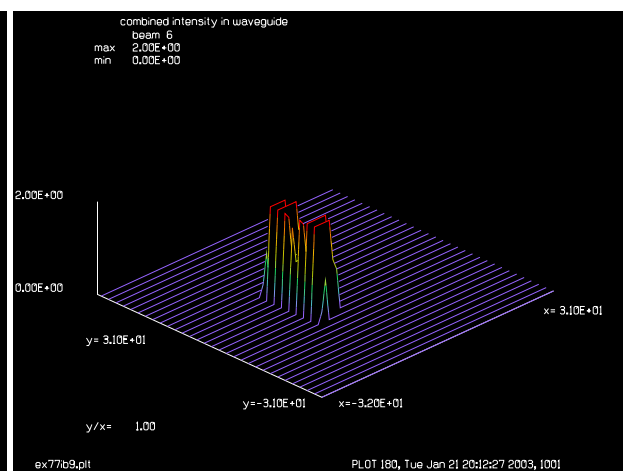 combined intensity in waveguide
beam 6
max 2.00E+00
min 0.00E+00
2.00E+00
0.00E+00
x= 3.10E+01
y= 3.10E+01
y=-3.10E+01
x=-3.20E+01
y/x= 1.00
ex77ib9.plt
PLOT 180, Tue Jan 21 20:12:27 2003, 1001